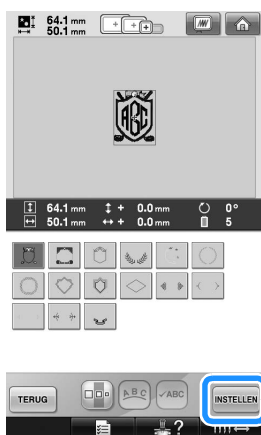 64.1 mm
50.1 mm
ABC
64.1 mm + 0.0 mm 0°
50.1 mm + 0.0 mm 5
TERUG ABC ✓ABC INSTELLEN
?